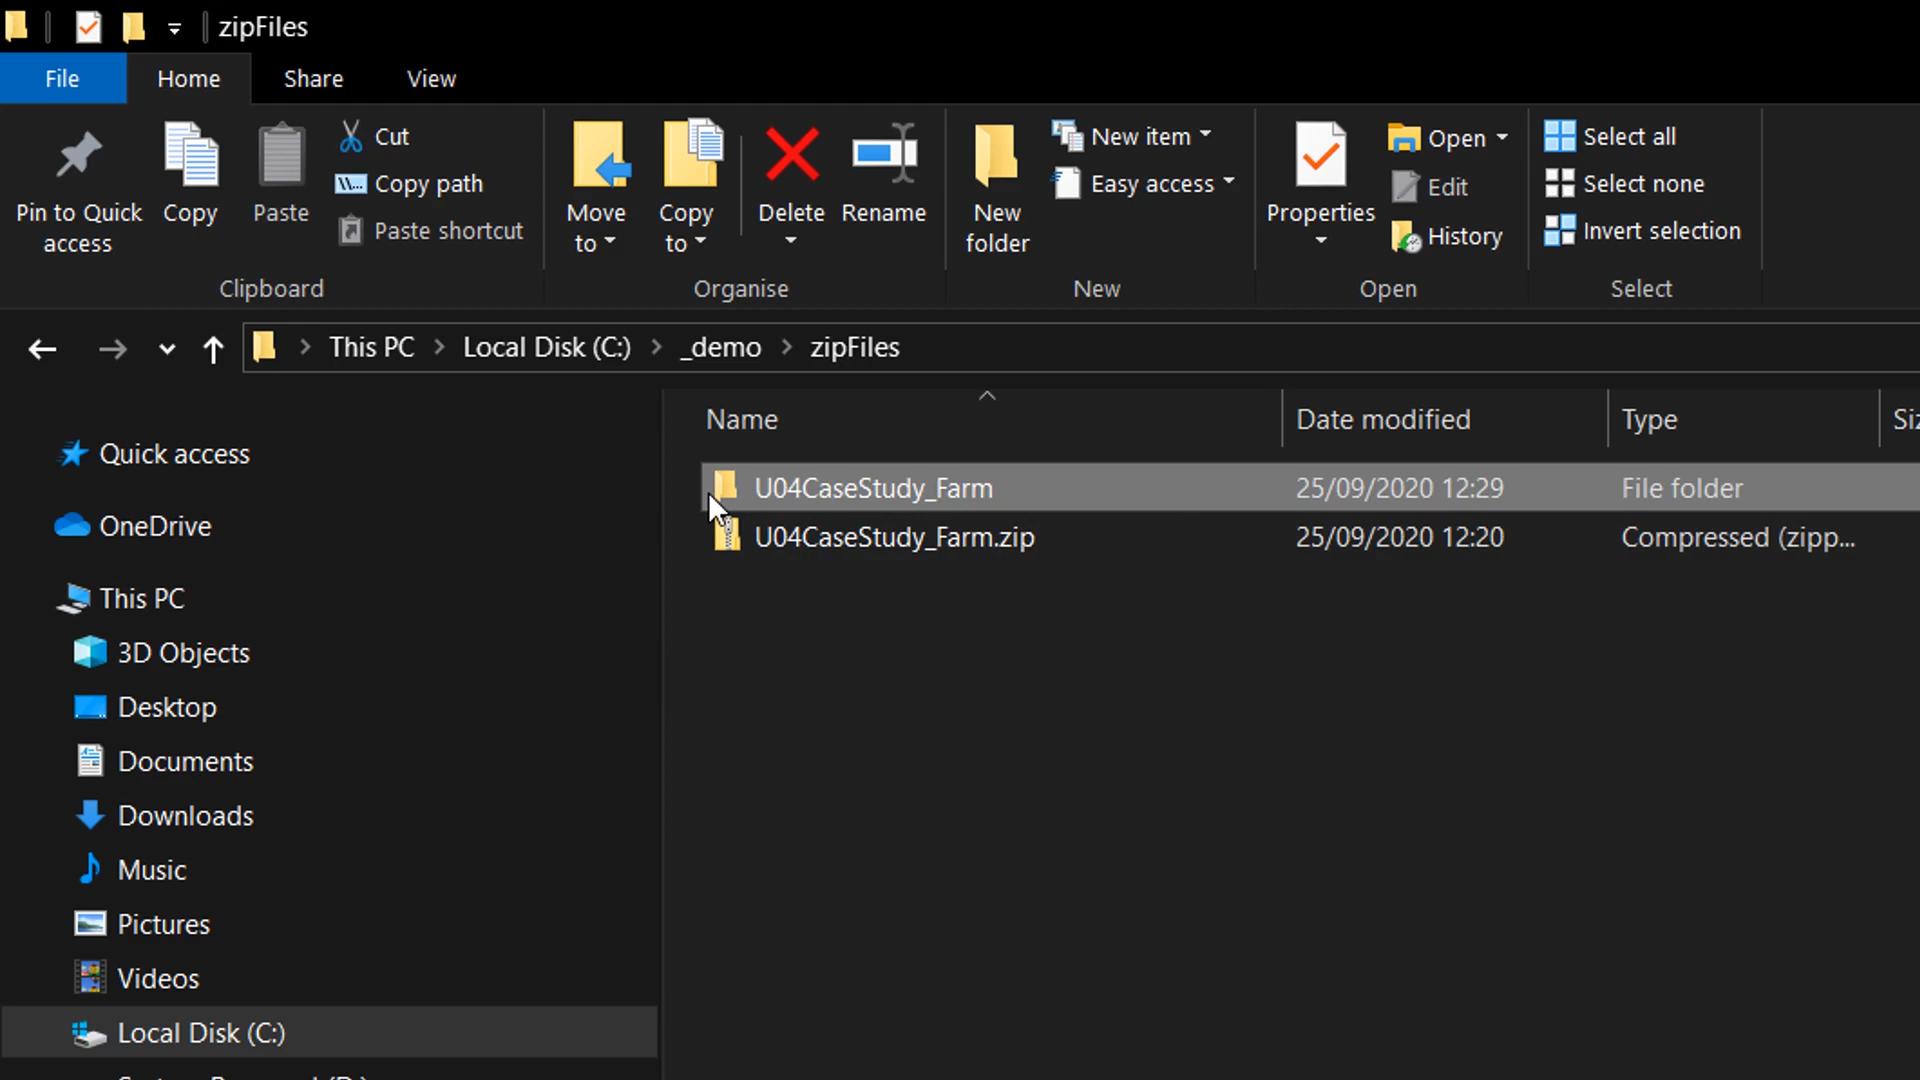 zipFiles
File Home Share View
Pin to Quick access
Copy
Paste
Cut
Copy path
Paste shortcut
Clipboard
Move to
Copy to
Delete
Rename
Organise
New folder
New item
Easy access
New
Properties
Open
Edit
History
Open
Select all
Select none
Invert selection
Select
This PC Local Disk (C:) _demo zipFiles
Name Date modified Type
U04CaseStudy_Farm 25/09/2020 12:29 File folder
U04CaseStudy_Farm.zip 25/09/2020 12:20 Compressed (zipp...
Quick access
OneDrive
This PC
3D Objects
Desktop
Documents
Downloads
Music
Pictures
Videos
Local Disk (C:)